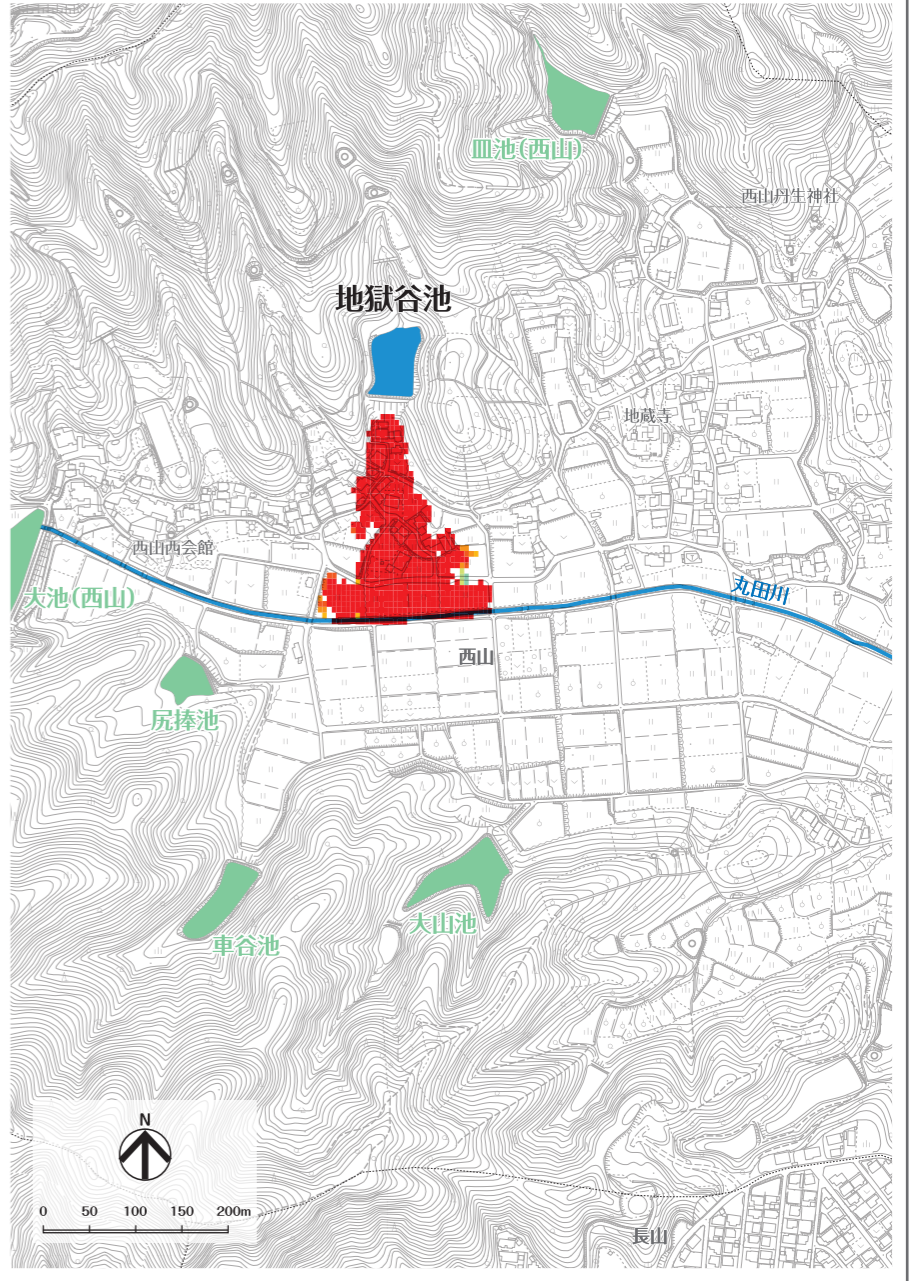 皿池(西山)
西山丹生神社
地獄谷池
地蔵寺
西山西会館
大池(西山)
丸田川
西山
尻捧池
大山池
車谷池
N
0 50 100 150 200m
長山